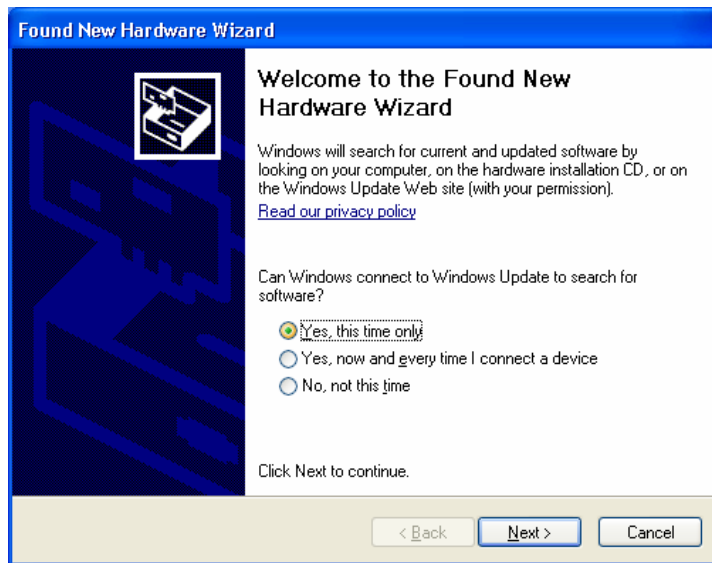 Found New Hardware Wizard
Welcome to the Found New
Hardware Wizard
Windows will search for current and updated software by
looking on your computer, on the hardware installation CD, or on
the Windows Update Web site (with your permission).
Read our privacy policy
Can Windows connect to Windows Update to search for
software?
Yes, this time only
Yes, now and every time I connect a device
No, not this time
Click Next to continue.
< Back Next > Cancel